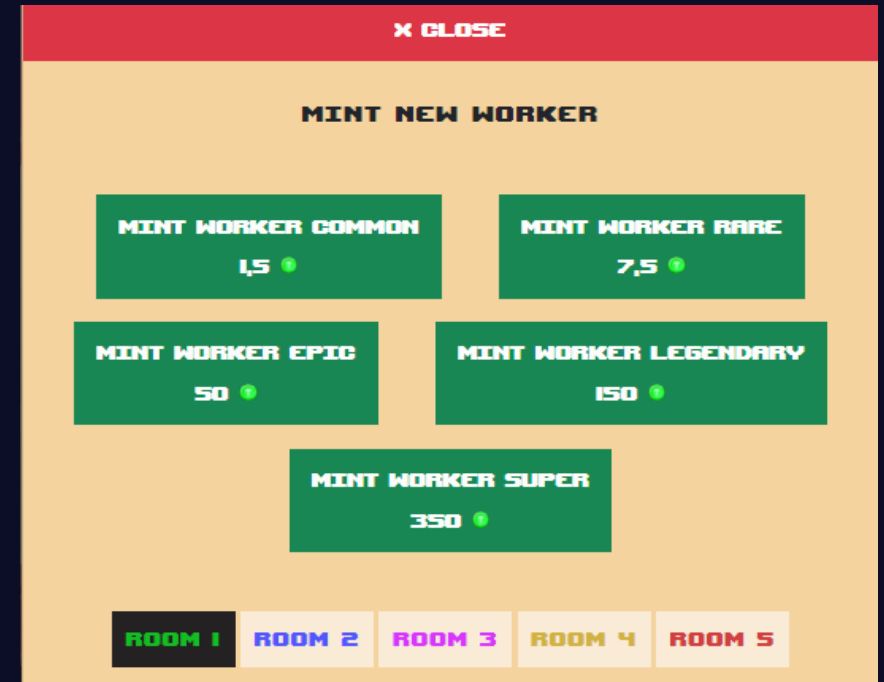 X CLOSE
MINT NEW WORKER
MINT WORKER COMMON
1,5
MINT WORKER RARE
7,5
MINT WORKER EPIC
50
MINT WORKER LEGENDARY
150
MINT WORKER SUPER
350
ROOM 1
ROOM 2
ROOM 3
ROOM 4
ROOM 5